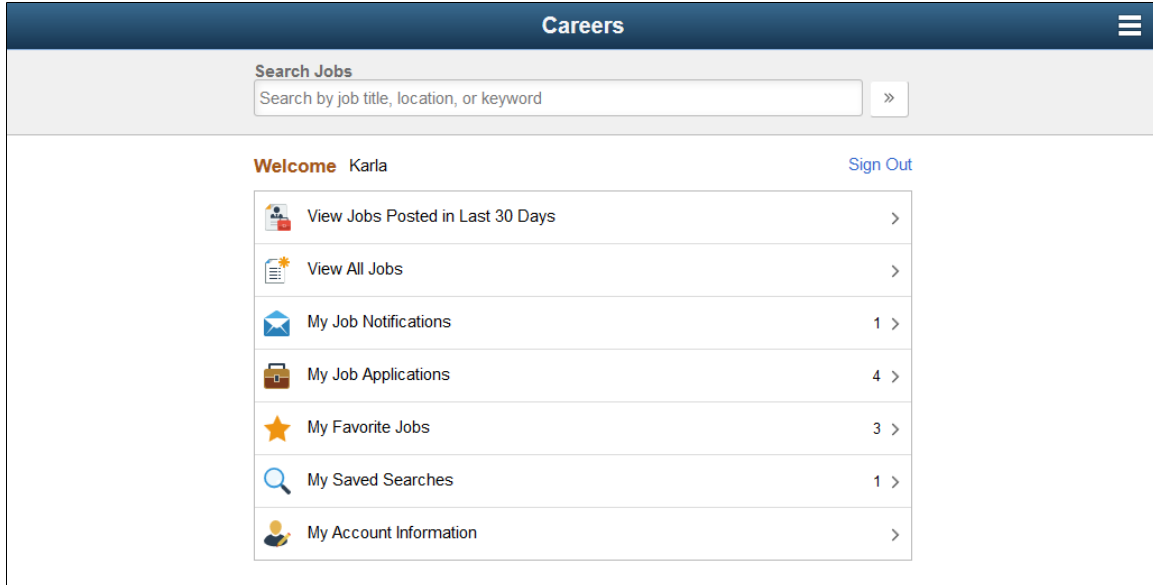 Careers
Search Jobs
Search by job title, location, or keyword
»
Welcome Karla Sign Out
View Jobs Posted in Last 30 Days
View All Jobs
My Job Notifications 1
My Job Applications 4
My Favorite Jobs 3
My Saved Searches 1
My Account Information